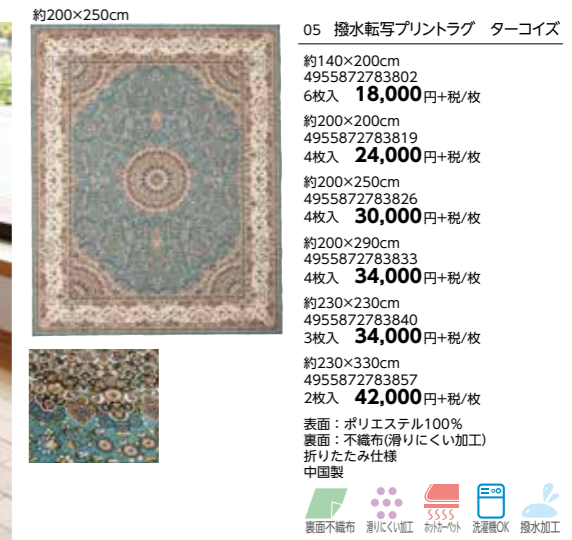 約200×250cm
05 撥水転写プリントラグ ターコイズ
約140×200cm
4955872783802
6枚入 18,000円+税/枚
約200×200cm
4955872783819
4枚入 24,000円+税/枚
約200×250cm
4955872783826
4枚入 30,000円+税/枚
約200×290cm
4955872783833
4枚入 34,000円+税/枚
約230×230cm
4955872783840
3枚入 34,000円+税/枚
約230×330cm
4955872783857
2枚入 42,000円+税/枚
表面：ポリエステル100%
裏面：不織布(滑りにくい加工)
折りたたみ仕様
中国製
裏面不織布 滑りにくい加工 ホットカーペット 洗濯機OK 撥水加工